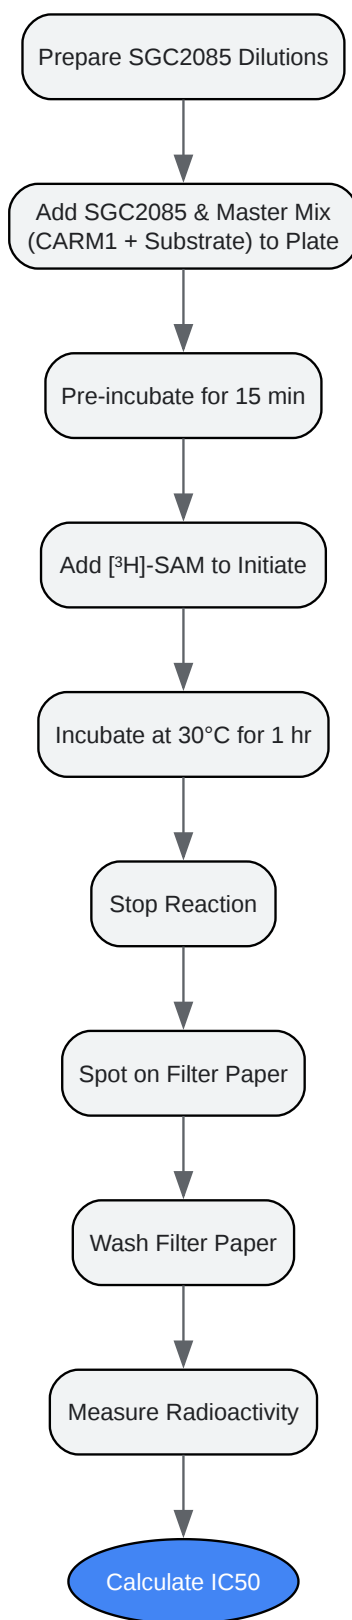 Prepare SGC2085 Dilutions
Add SGC2085 & Master Mix
(CARM1 + Substrate) to Plate
Pre-incubate for 15 min
Add [³H]-SAM to Initiate
Incubate at 30°C for 1 hr
Stop Reaction
Spot on Filter Paper
Wash Filter Paper
Measure Radioactivity
Calculate IC50